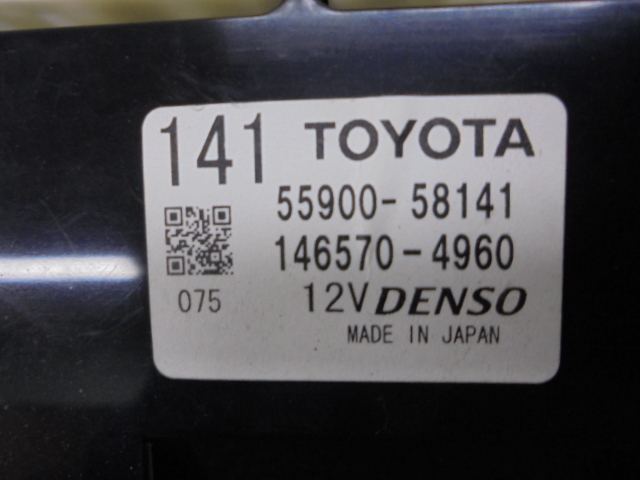 141 TOYOTA
55900-58141
146570-4960
075 12V DENSO
MADE IN JAPAN